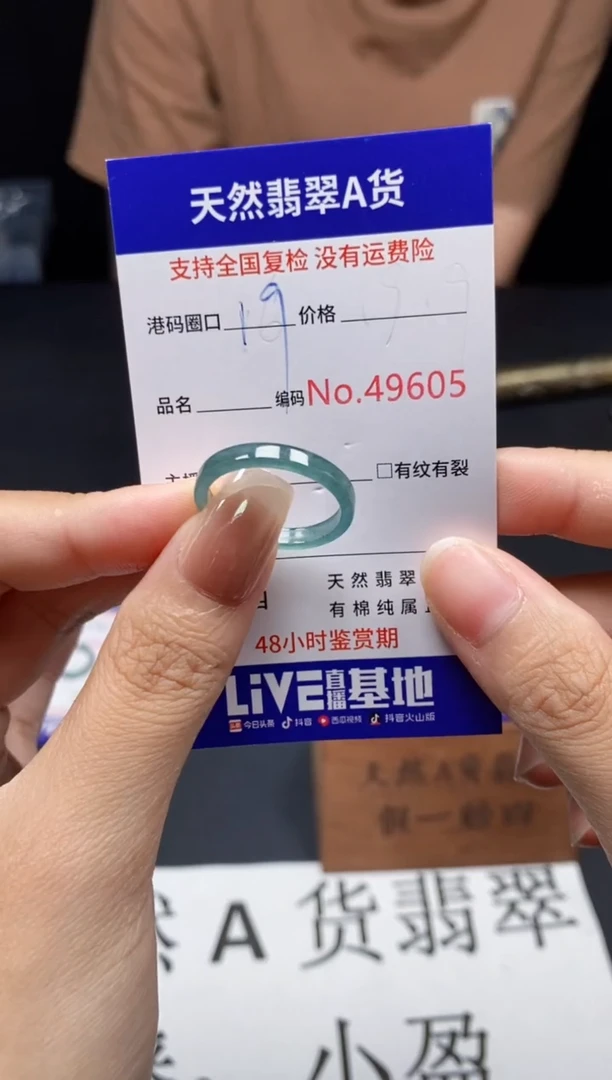 天然翡翠A货
支持全国复检 没有运费险
港码圈口 19 价格
品名 编码 No.49605
□有纹有裂
天然翡翠
有棉纯属
48小时鉴赏期
LiVE直播基地
今日头条 抖音 西瓜视频 抖音火山版
A货翡翠
小盈